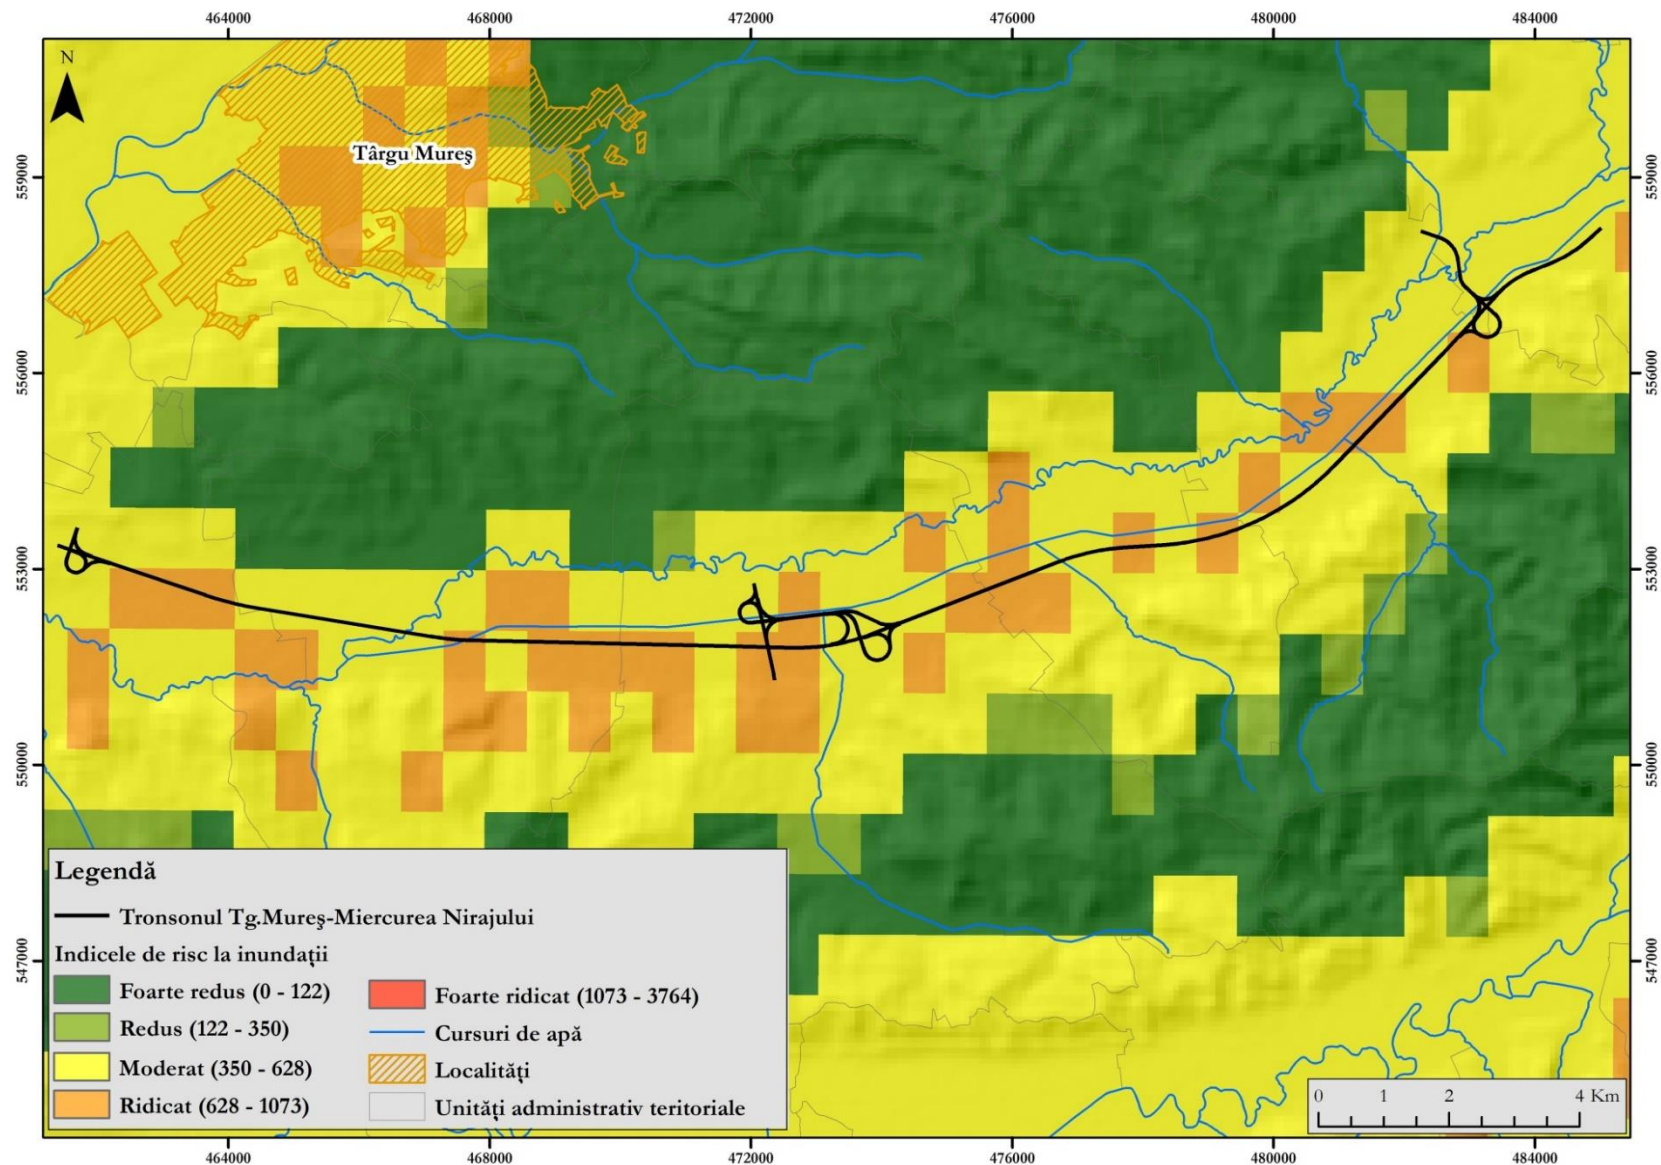 464000 468000 472000 476000 480000 484000
N
Târgu Mureş
559000 559000
556000 556000
553000 553000
550000 550000
547000 547000
Legendă
Tronsonul Tg.Mureş-Miercurea Nirajului
Indicele de risc la inundații
Foarte redus (0 - 122)
Redus (122 - 350)
Moderat (350 - 628)
Ridicat (628 - 1073)
Foarte ridicat (1073 - 3764)
Cursuri de apă
Localități
Unități administrativ teritoriale
0 1 2 4 Km
464000 468000 472000 476000 480000 484000